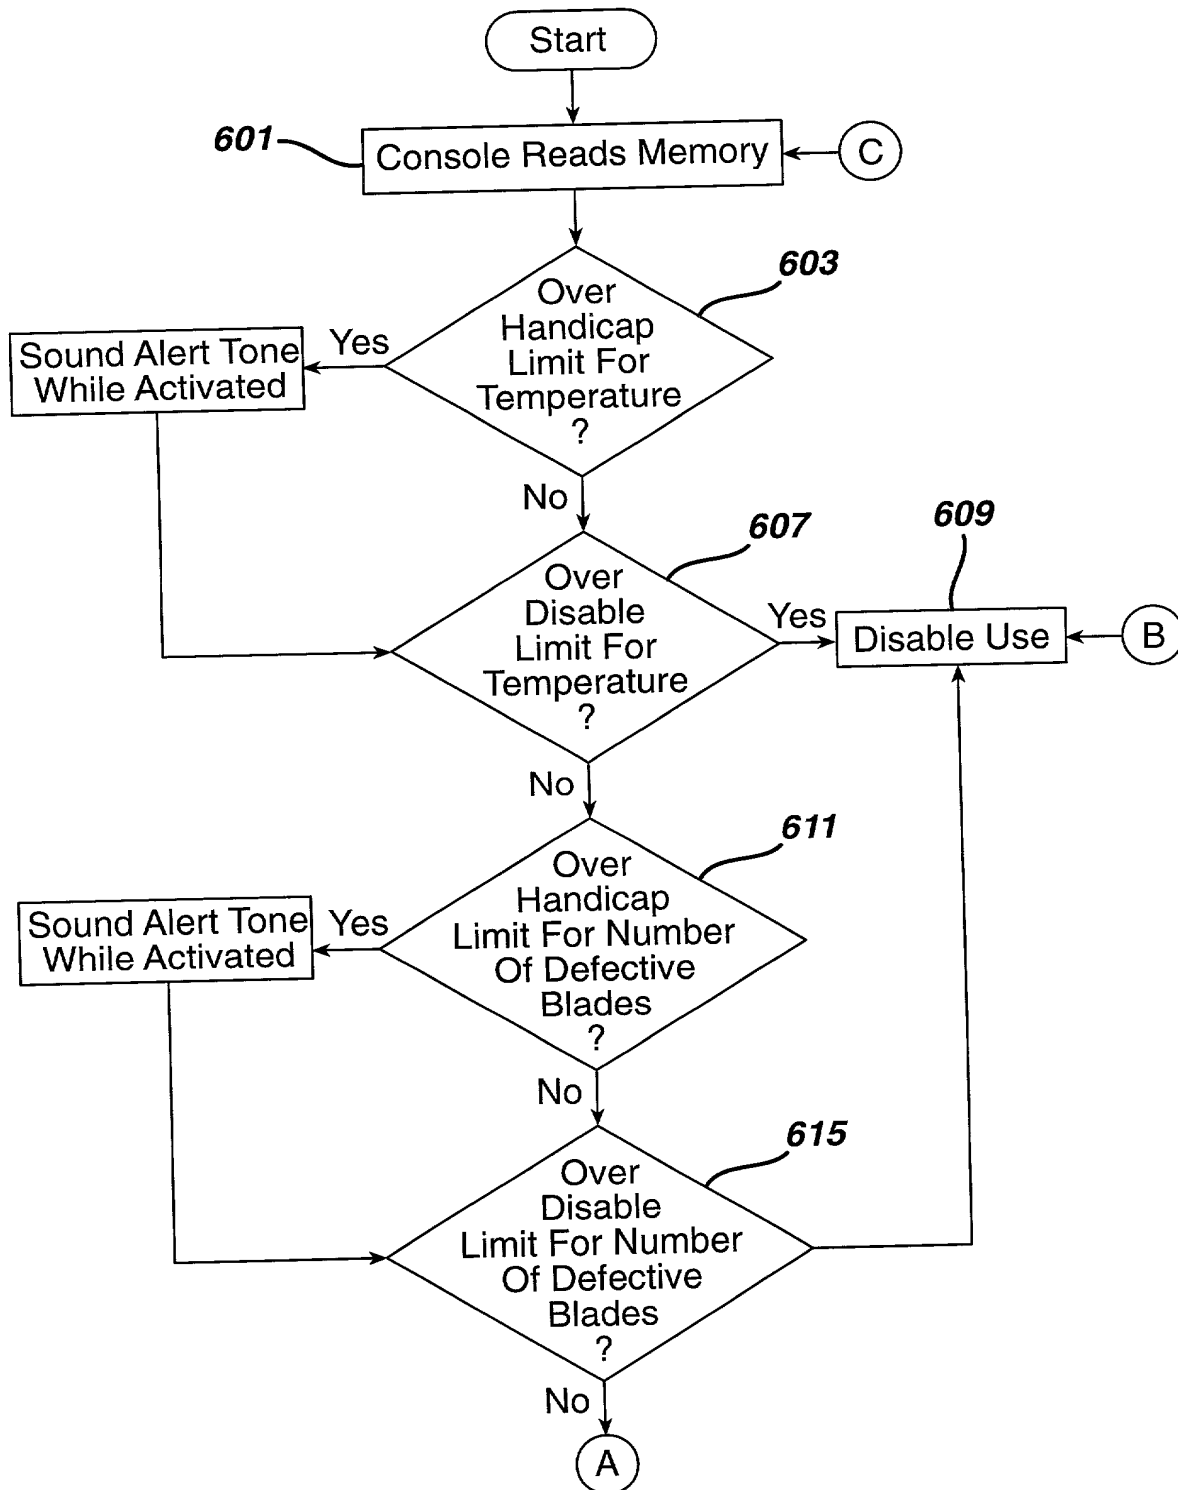 Start
601
Console Reads Memory
C
603
Over
Handicap
Limit For
Temperature
?
Yes
Sound Alert Tone
While Activated
No
607
609
Over
Disable
Limit For
Temperature
?
Yes
Disable Use
B
No
611
Over
Handicap
Limit For Number
Of Defective
Blades
?
Yes
Sound Alert Tone
While Activated
No
615
Over
Disable
Limit For Number
Of Defective
Blades
?
No
A